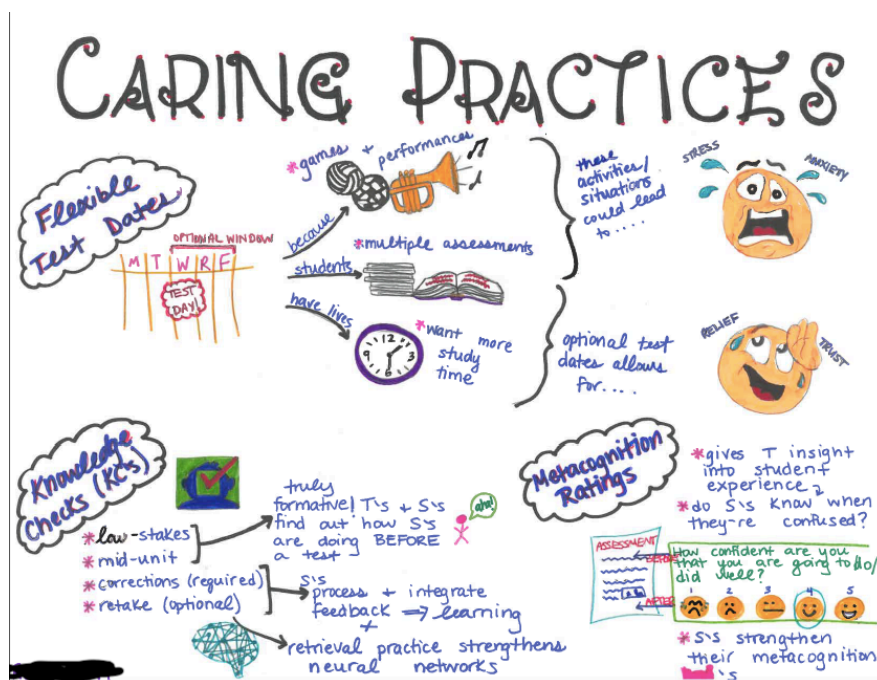 CARING PRACTICES
Flexible
Test Dates
OPTIONAL WINDOW
M T W R F
TEST
DAY!
because
students
have lives
*games + performances
*multiple assessments
*want more
study
time
12
3
6
9
these
activities/
situations
could lead
to.....
STRESS
ANXIETY
optional test
dates allows
for....
RELIEF
TRUST
Knowledge
Checks (KC's)
*low-stakes
*mid-unit
*corrections (required)
*retake (optional)
truly
formative! T's + S's
find out how S's
are doing BEFORE
a test
aha!
S's
process + integrate
feedback ⇒ learning
+
retrieval practice strengthens
neural networks
Metacognition
Ratings
*gives T insight
into student
experience
*do S's know when
they're confused?
ASSESSMENT
BEFORE
AFTER
How confident are you
that you are going to do/
did well?
1 2 3 4 5
*S's strengthen
their metacognition
's